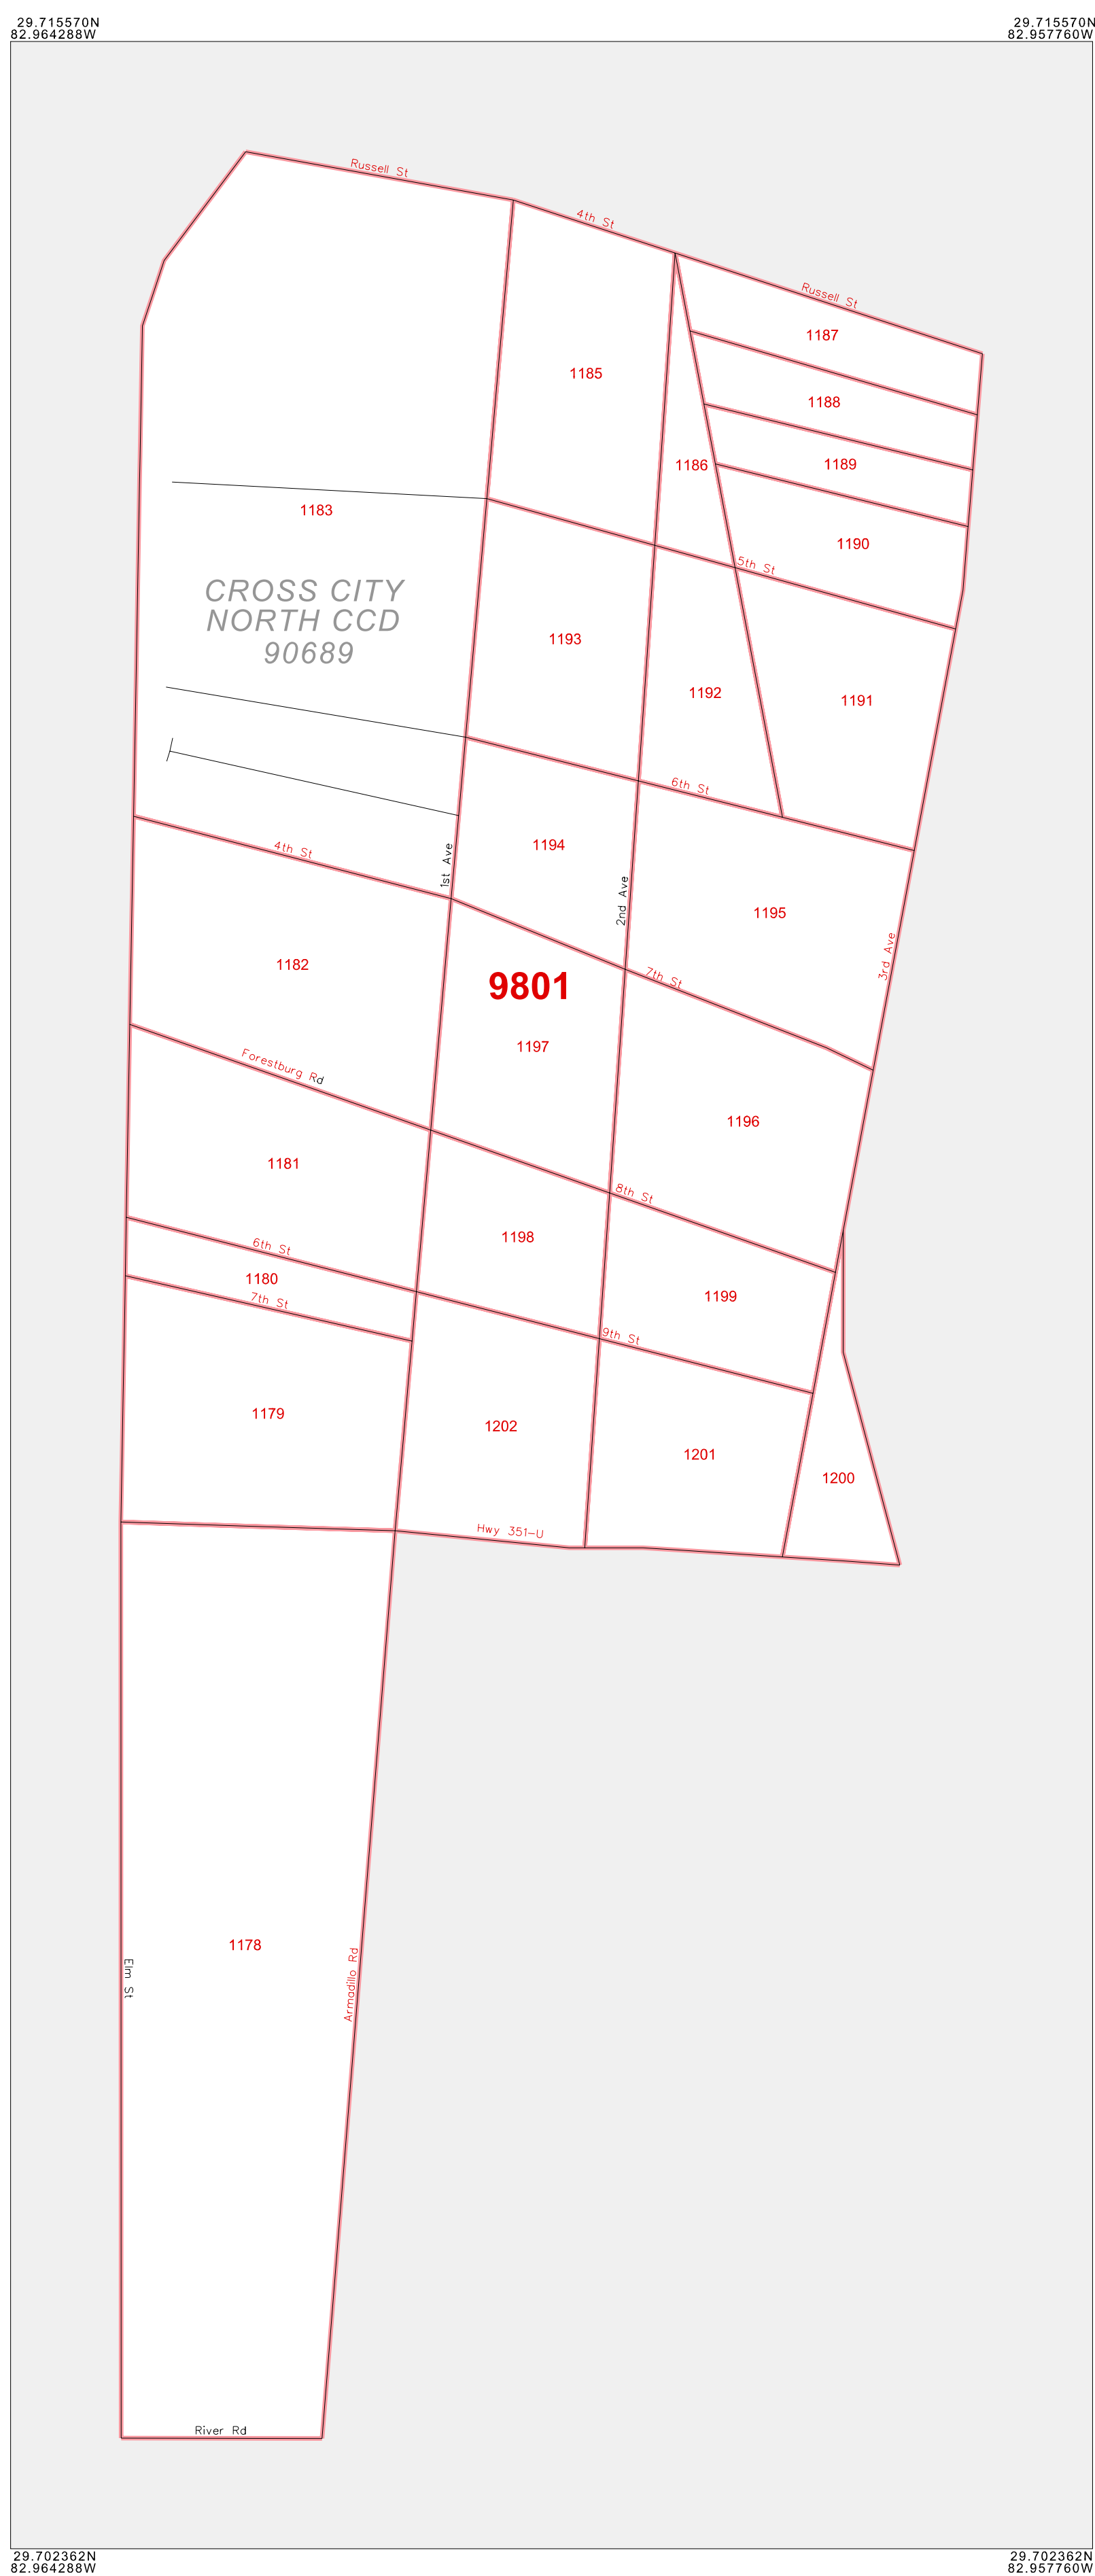 29.715570N
82.964288W
29.715570N
82.957760W
Russell St
4th St
Russell St
1187
1185
1188
1189
1186
1183
1190
5th St
CROSS CITY
NORTH CCD
90689
1193
1192
1191
6th St
4th St
1st Ave
1194
2nd Ave
1195
3rd Ave
1182
9801
7th St
1197
Forestburg Rd
1196
1181
8th St
6th St
1198
1180
7th St
1199
9th St
1179
1202
1201
1200
Hwy 351-U
1178
Elm St
Armadillo Rd
River Rd
29.702362N
82.964288W
29.702362N
82.957760W